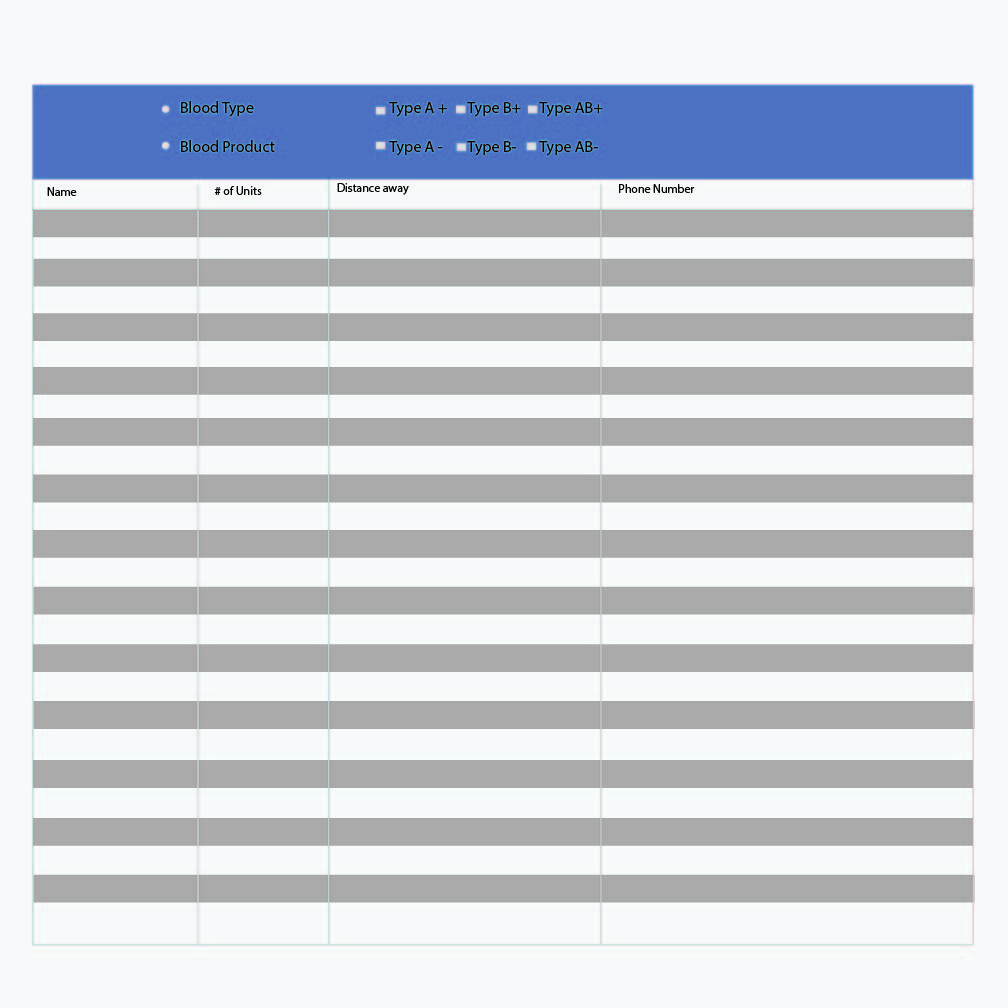 Blood Type Type A + Type B+ Type AB+
Blood Product Type A - Type B- Type AB-
Name # of Units Distance away Phone Number